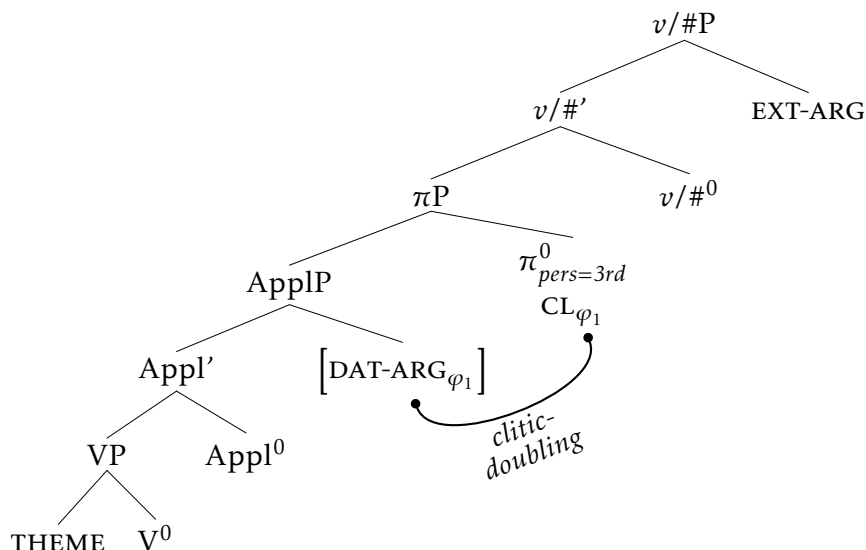 v/#P
v/#’ EXT-ARG
πP v/#⁰
ApplP π⁰pers=3rd
CLφ₁
Appl’ [DAT-ARGφ₁]
clitic-
doubling
VP Appl⁰
THEME V⁰